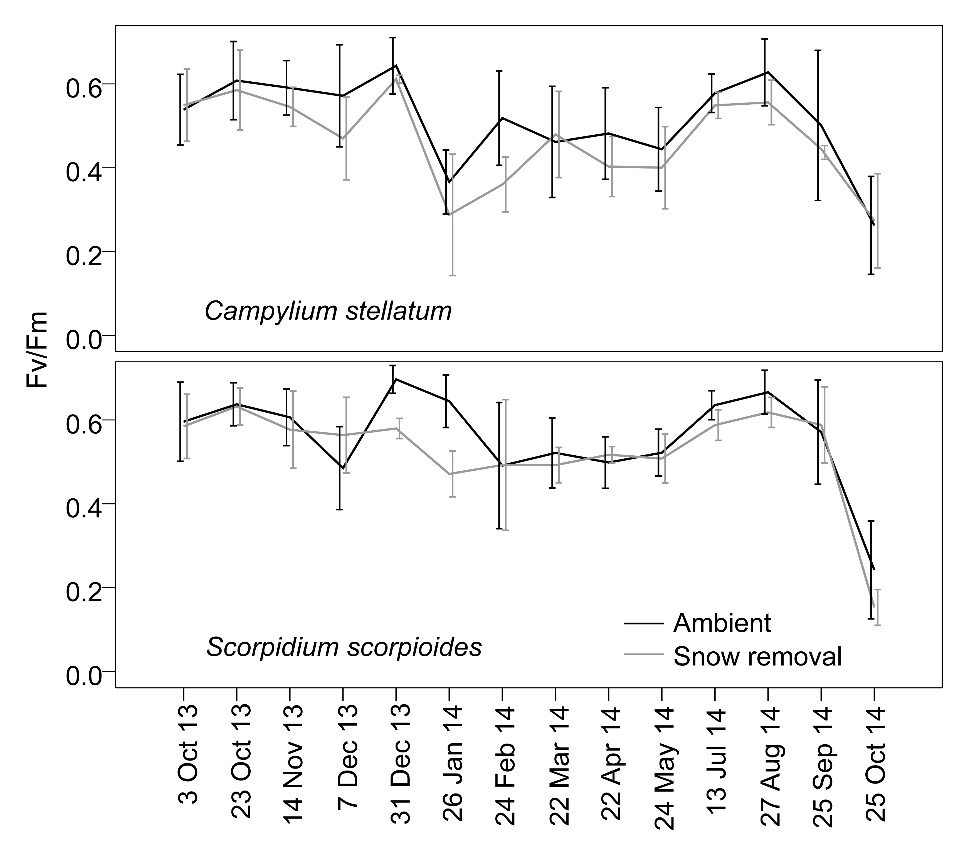 Fv/Fm
0.6
0.4
0.2
0.0
Campylium stellatum
0.6
0.4
0.2
0.0
Scorpidium scorpioides
Ambient
Snow removal
3 Oct 13
23 Oct 13
14 Nov 13
7 Dec 13
31 Dec 13
26 Jan 14
24 Feb 14
22 Mar 14
22 Apr 14
24 May 14
13 Jul 14
27 Aug 14
25 Sep 14
25 Oct 14